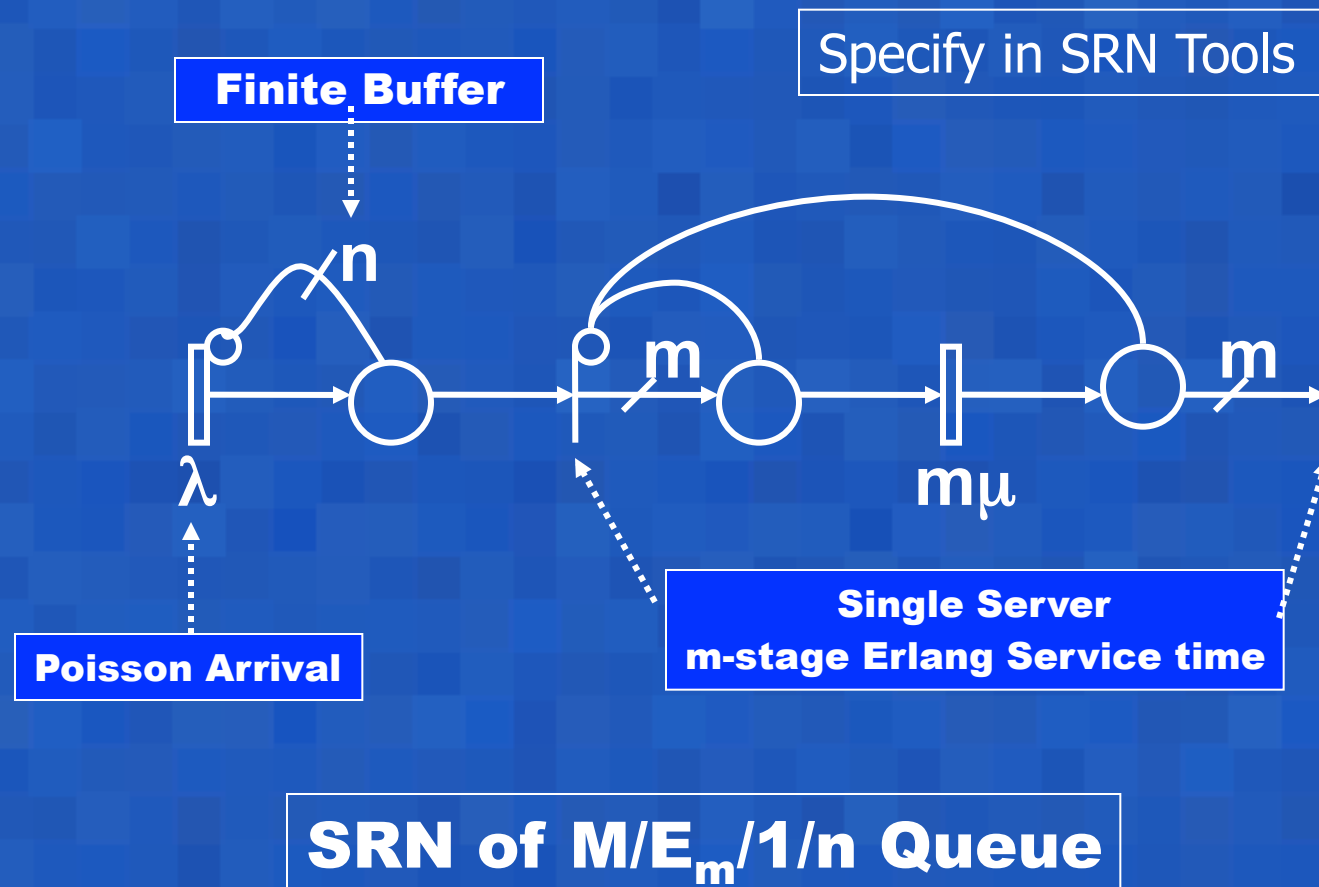 Specify in SRN Tools
Finite Buffer
n
m
m
λ
mμ
Single Server
m-stage Erlang Service time
Poisson Arrival
SRN of M/Eₘ/1/n Queue